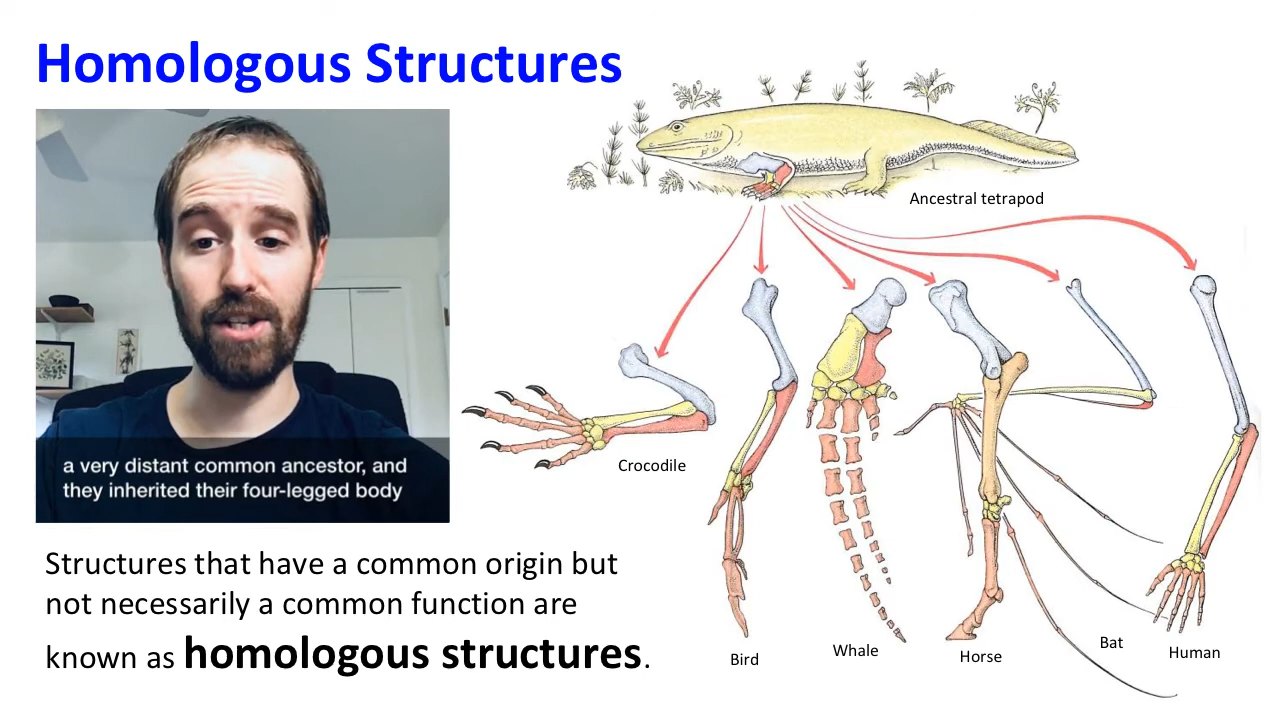 Homologous Structures
Ancestral tetrapod
a very distant common ancestor, and
they inherited their four-legged body
Crocodile
Structures that have a common origin but
not necessarily a common function are
known as homologous structures.
Bird
Whale
Horse
Bat
Human